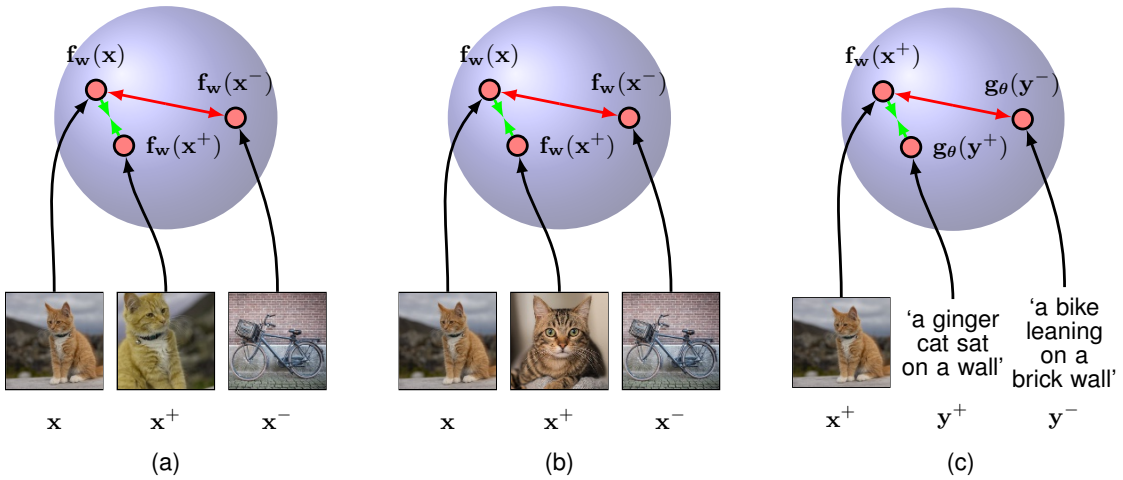 f_w(x)
f_w(x⁻)
f_w(x⁺)
x
x⁺
x⁻
(a)
f_w(x)
f_w(x⁻)
f_w(x⁺)
x
x⁺
x⁻
(b)
f_w(x⁺)
g_θ(y⁻)
g_θ(y⁺)
‘a ginger
cat sat
on a wall’
‘a bike
leaning
on a
brick wall’
x⁺
y⁺
y⁻
(c)